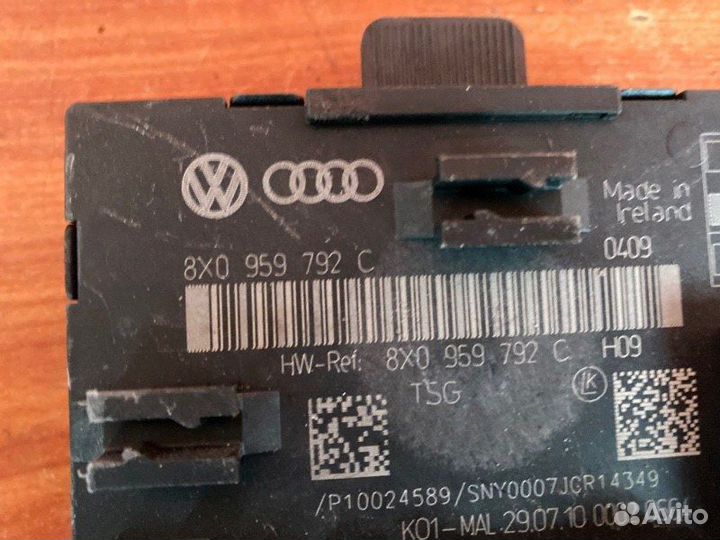 Made in
Ireland
8X0 959 792 C
0409
HW-Ref: 8X0 959 792 C H09
TSG
LK
/P10024589/SNY0007JGR14349
K01-MAL 29.07.10
Avito